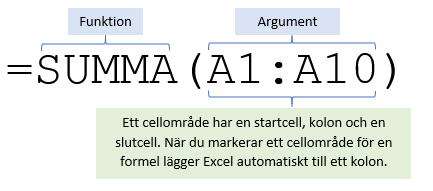 Funktion
Argument
=SUMMA(A1:A10)
Ett cellområde har en startcell, kolon och en
slutcell. När du markerar ett cellområde för en
formel lägger Excel automatiskt till ett kolon.